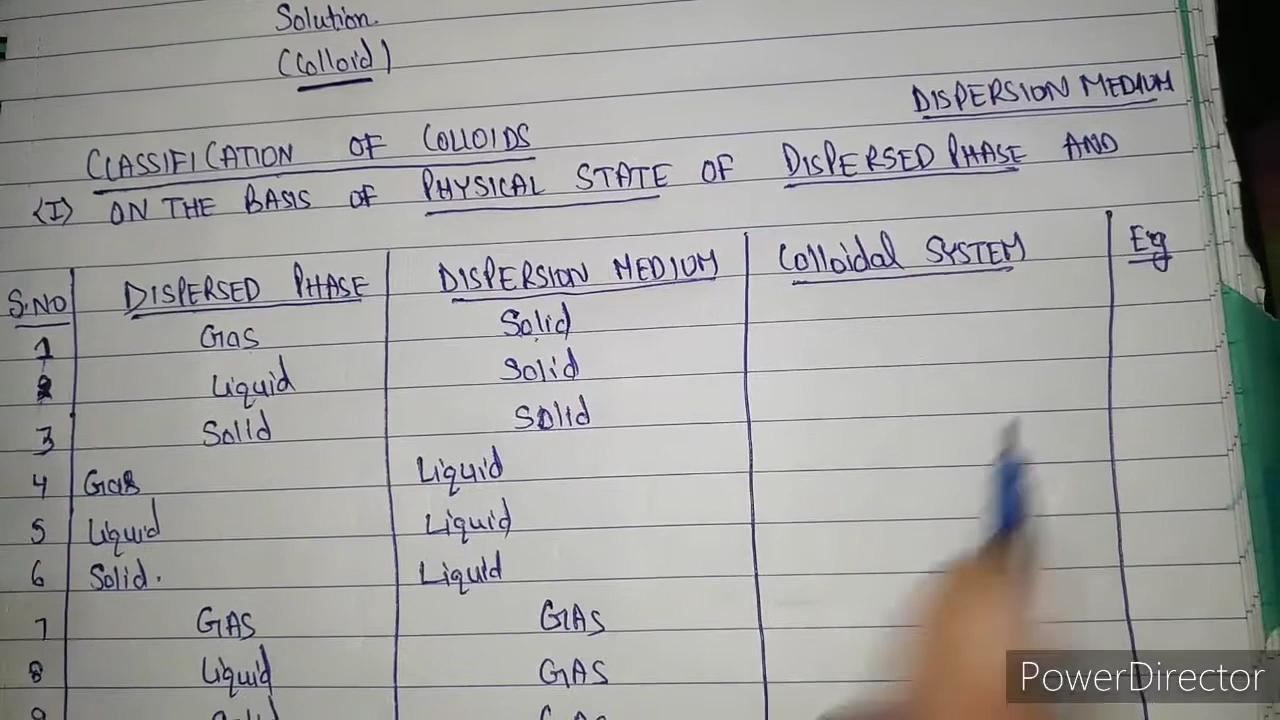 Solution.
(Colloid)
DISPERSION MEDIUM
CLASSIFICATION OF COLLOIDS
(I) ON THE BASIS OF PHYSICAL STATE OF DISPERSED PHASE AND
S.NO DISPERSED PHASE DISPERSION MEDIUM Colloidal SYSTEM Eg
1 Gas Solid
2 Liquid Solid
3 Solid Solid
4 Gas Liquid
5 Liquid Liquid
6 Solid. Liquid
7 GAS GAS
8 Liquid GAS
PowerDirector